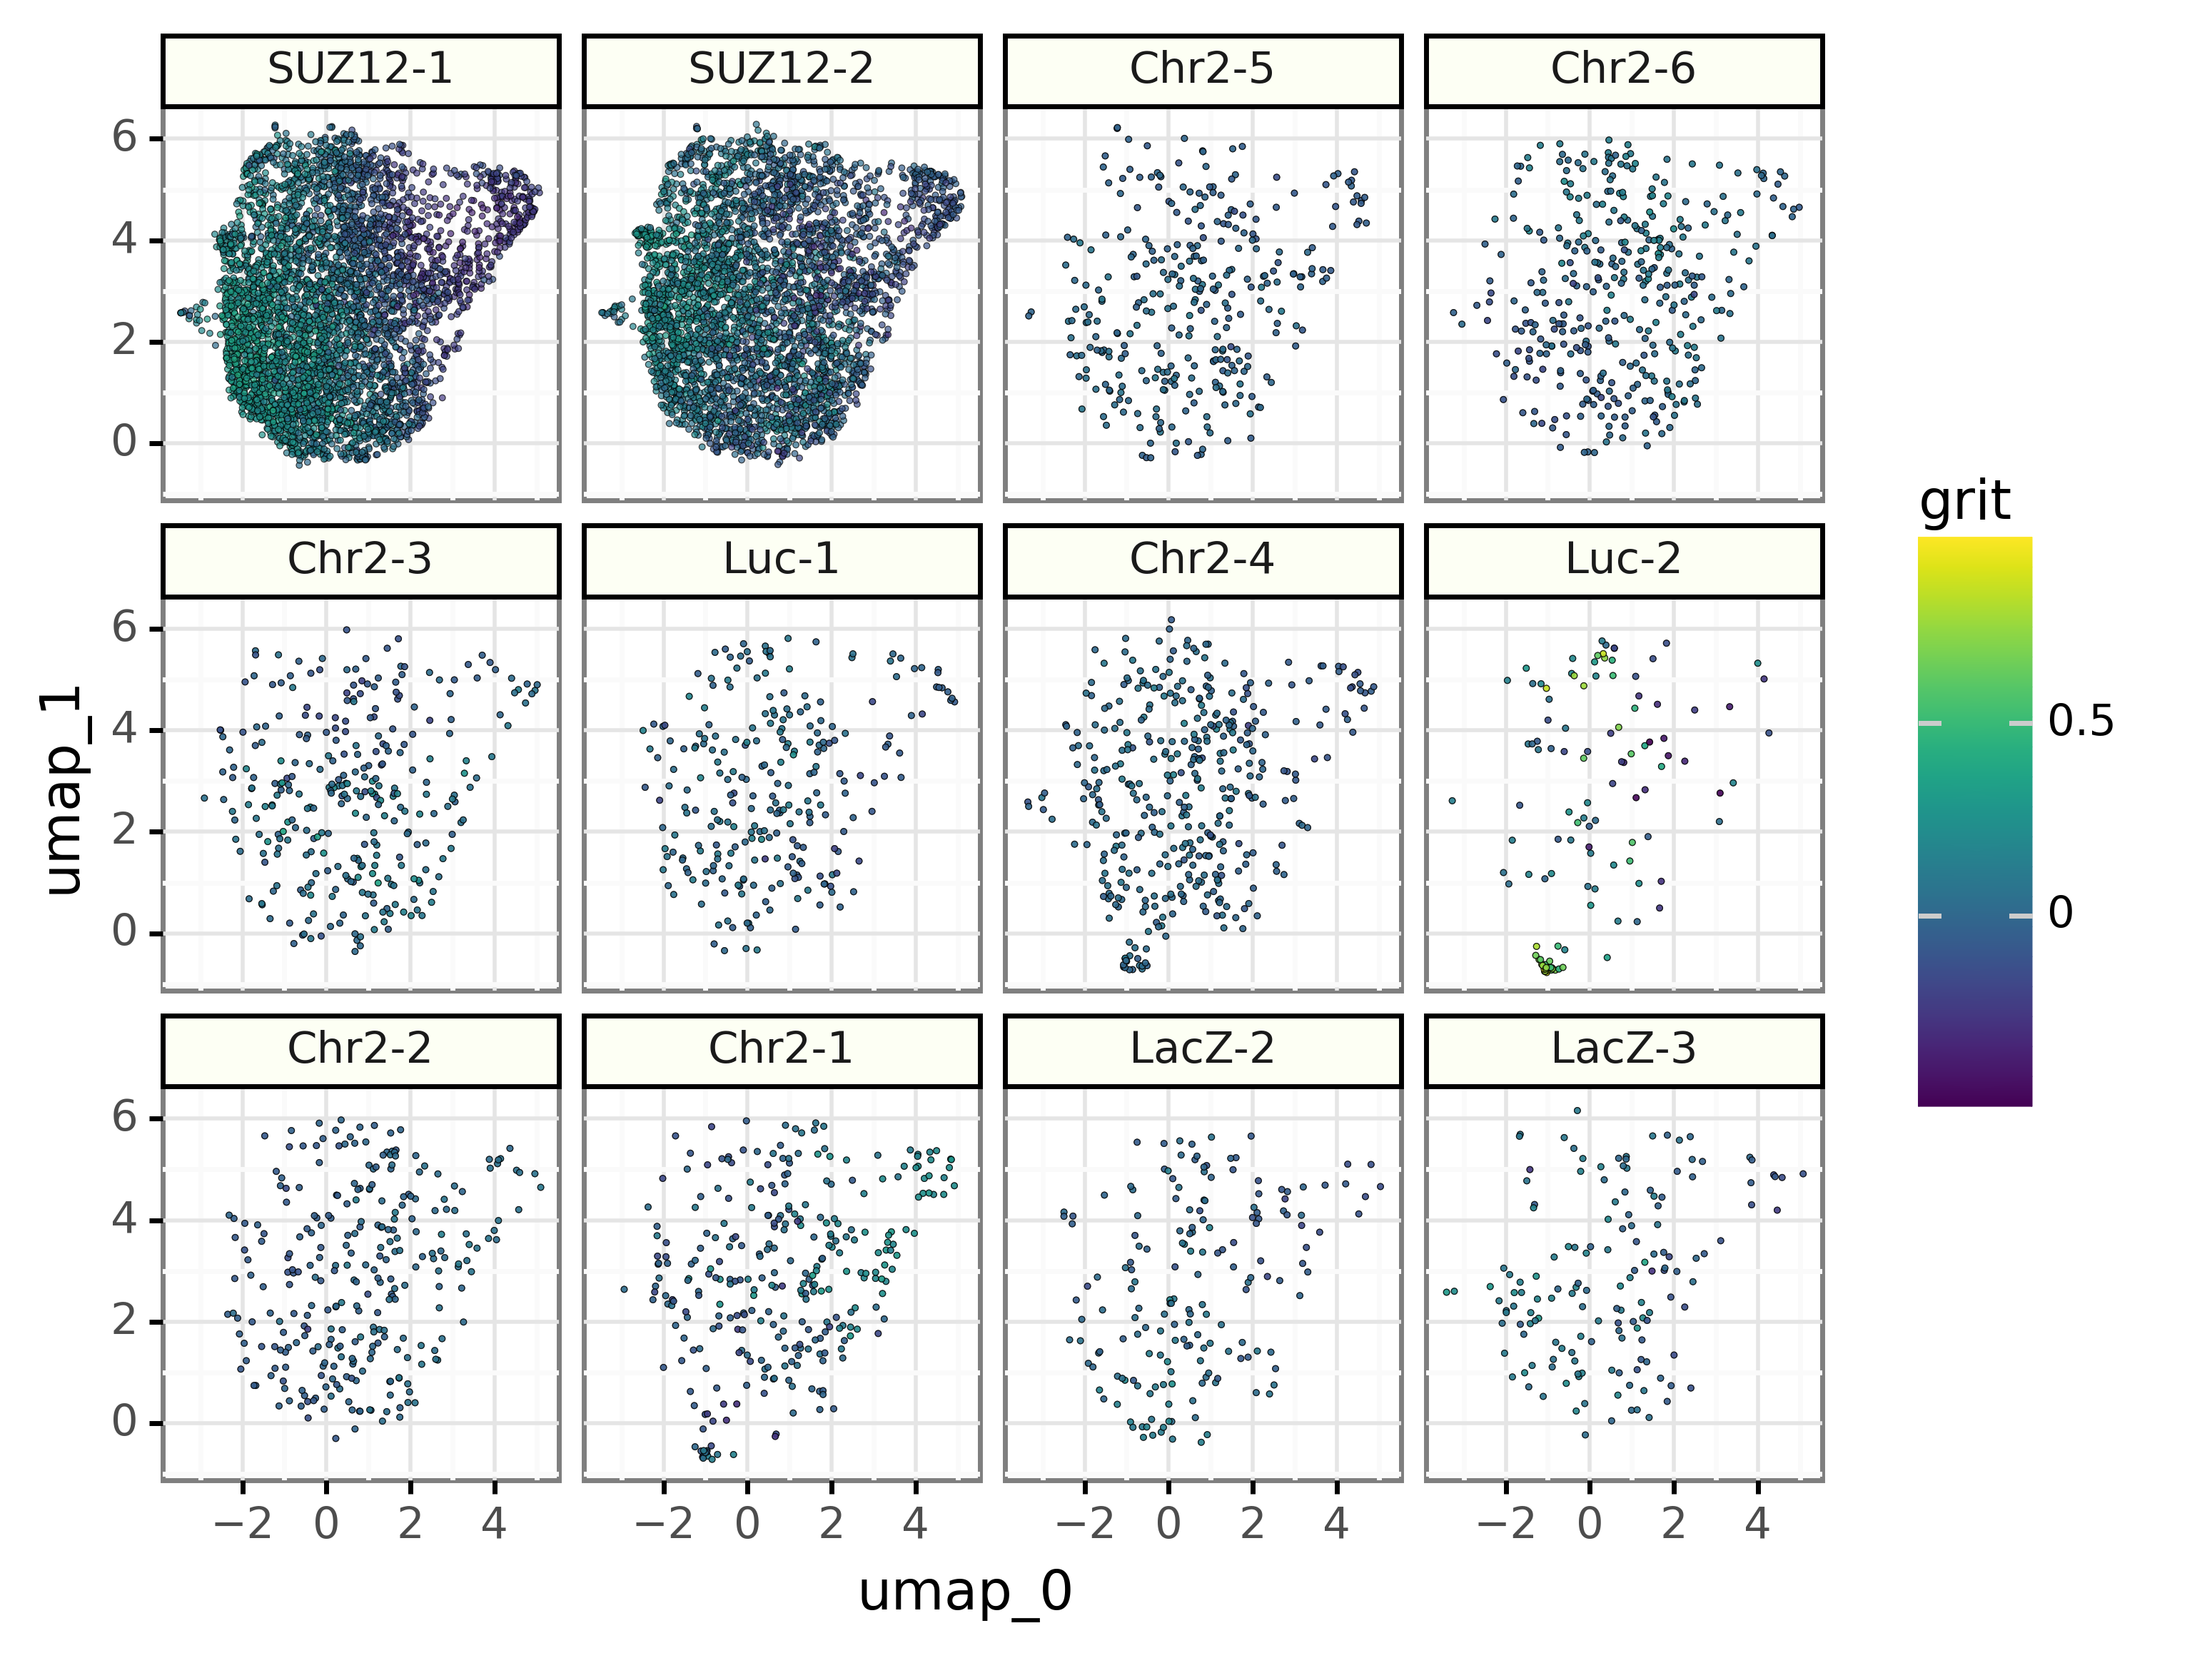 SUZ12-1 SUZ12-2 Chr2-5 Chr2-6
6
4
2
0
Chr2-3 Luc-1 Chr2-4 Luc-2
6
4
2
0
Chr2-2 Chr2-1 LacZ-2 LacZ-3
6
4
2
0
−2 0 2 4 −2 0 2 4 −2 0 2 4 −2 0 2 4
umap_0
umap_1
grit
0.5
0